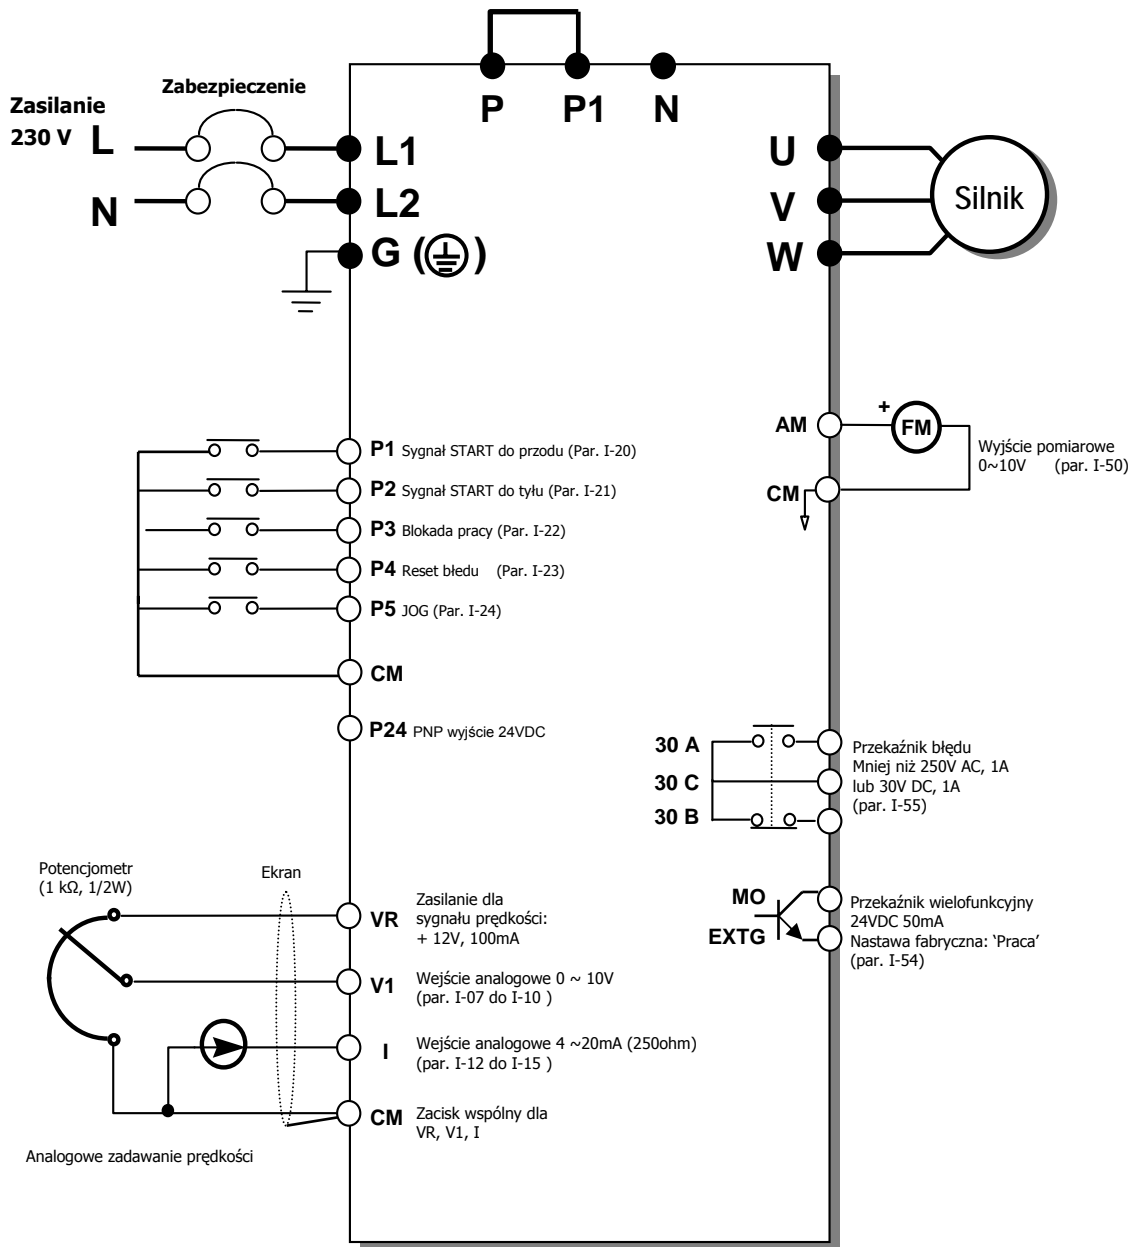 P P1 N
Zabezpieczenie
Zasilanie
230 V L
N
L1
L2
G ( )
U
V
W
Silnik
P1 Sygnał START do przodu (Par. I-20)
P2 Sygnał START do tyłu (Par. I-21)
P3 Blokada pracy (Par. I-22)
P4 Reset błedu (Par. I-23)
P5 JOG (Par. I-24)
CM
P24 PNP wyjście 24VDC
AM
+
FM
CM
Wyjście pomiarowe
0~10V (par. I-50)
30 A
30 C
30 B
Przekaźnik błędu
Mniej niż 250V AC, 1A
lub 30V DC, 1A
(par. I-55)
MO
EXTG
Przekaźnik wielofunkcyjny
24VDC 50mA
Nastawa fabryczna: ‘Praca’
(par. I-54)
Potencjometr
(1 kΩ, 1/2W)
Ekran
VR
Zasilanie dla
sygnału prędkości:
+ 12V, 100mA
V1
Wejście analogowe 0 ~ 10V
(par. I-07 do I-10 )
I
Wejście analogowe 4 ~20mA (250ohm)
(par. I-12 do I-15 )
CM
Zacisk wspólny dla
VR, V1, I
Analogowe zadawanie prędkości